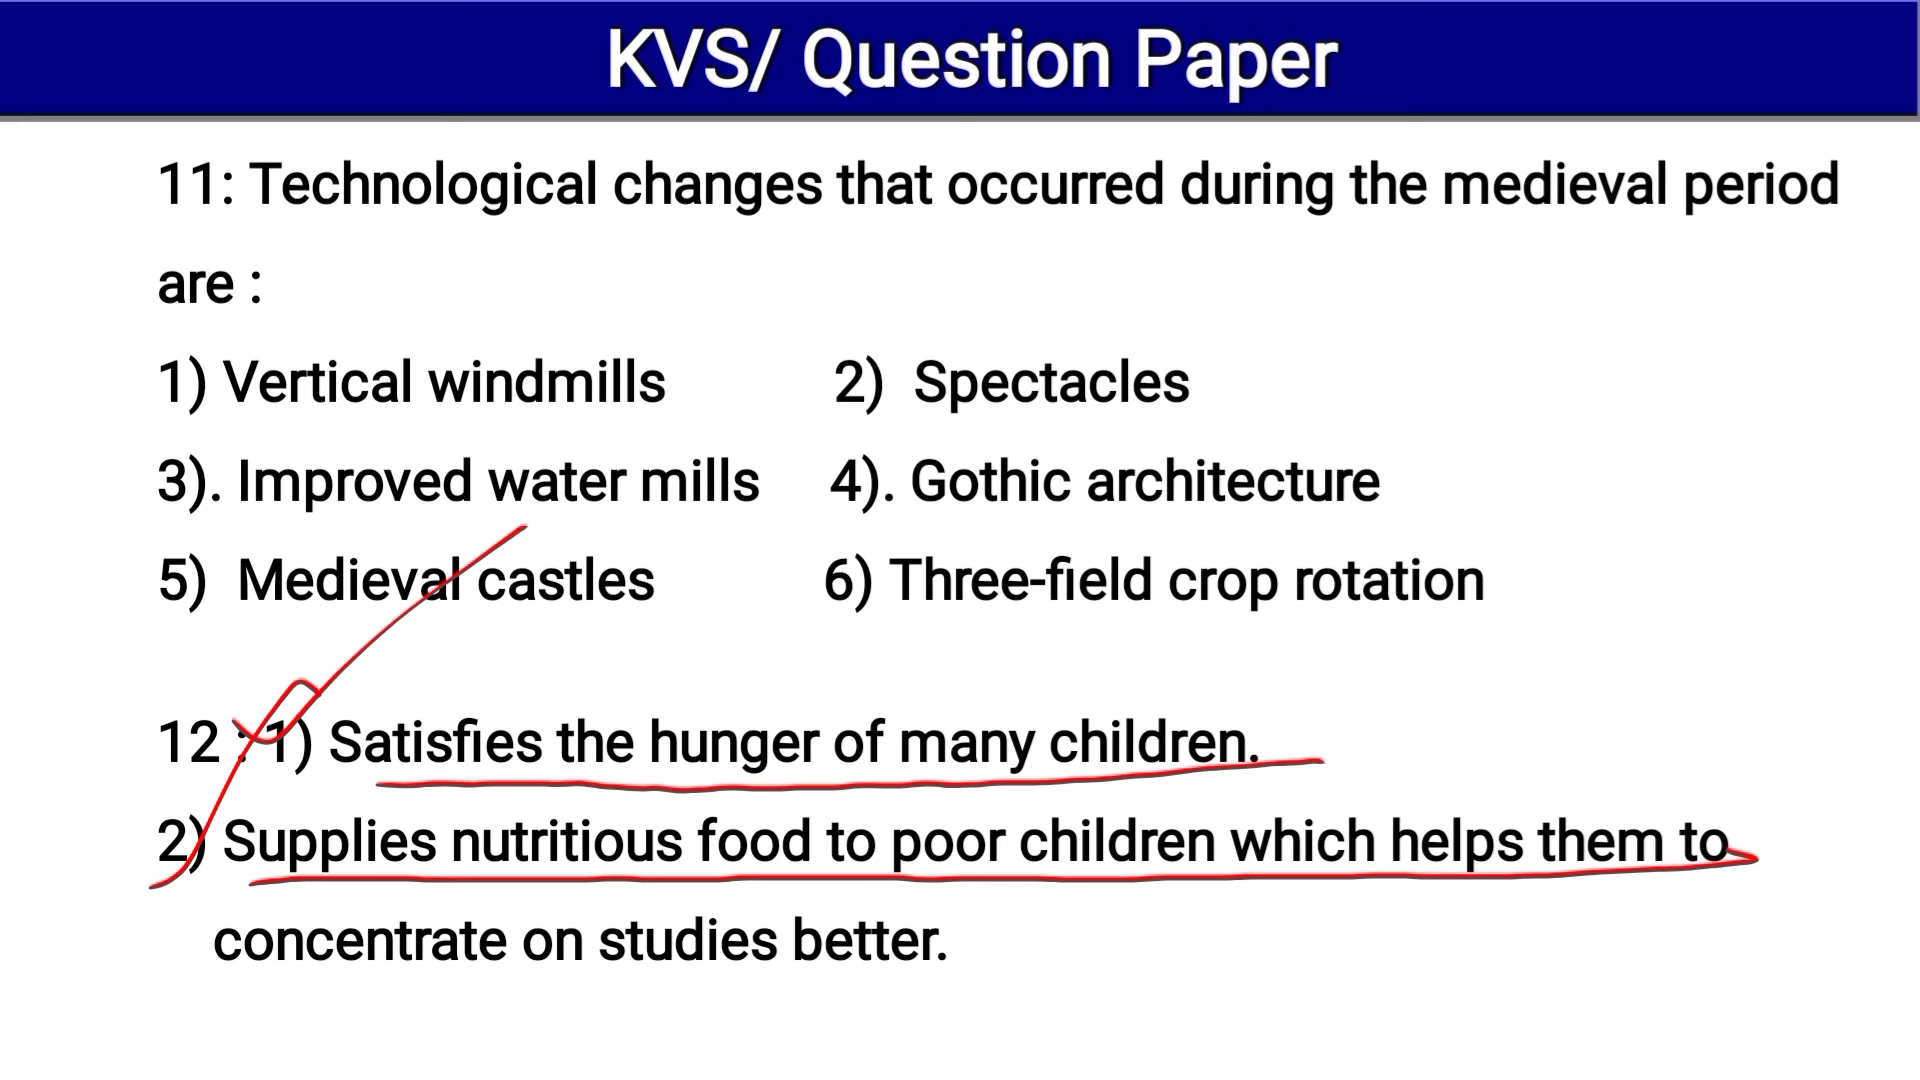 KVS/ Question Paper
11: Technological changes that occurred during the medieval period
are :
1) Vertical windmills 2) Spectacles
3). Improved water mills 4). Gothic architecture
5) Medieval castles 6) Three-field crop rotation
12 : 1) Satisfies the hunger of many children.
2) Supplies nutritious food to poor children which helps them to
concentrate on studies better.